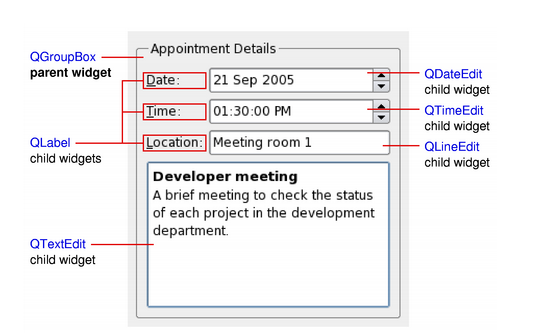 Appointment Details
QGroupBox
parent widget
Date:
21 Sep 2005
QDateEdit
child widget
Time:
01:30:00 PM
QTimeEdit
child widget
QLabel
child widgets
Location:
Meeting room 1
QLineEdit
child widget
Developer meeting
A brief meeting to check the status
of each project in the development
department.
QTextEdit
child widget